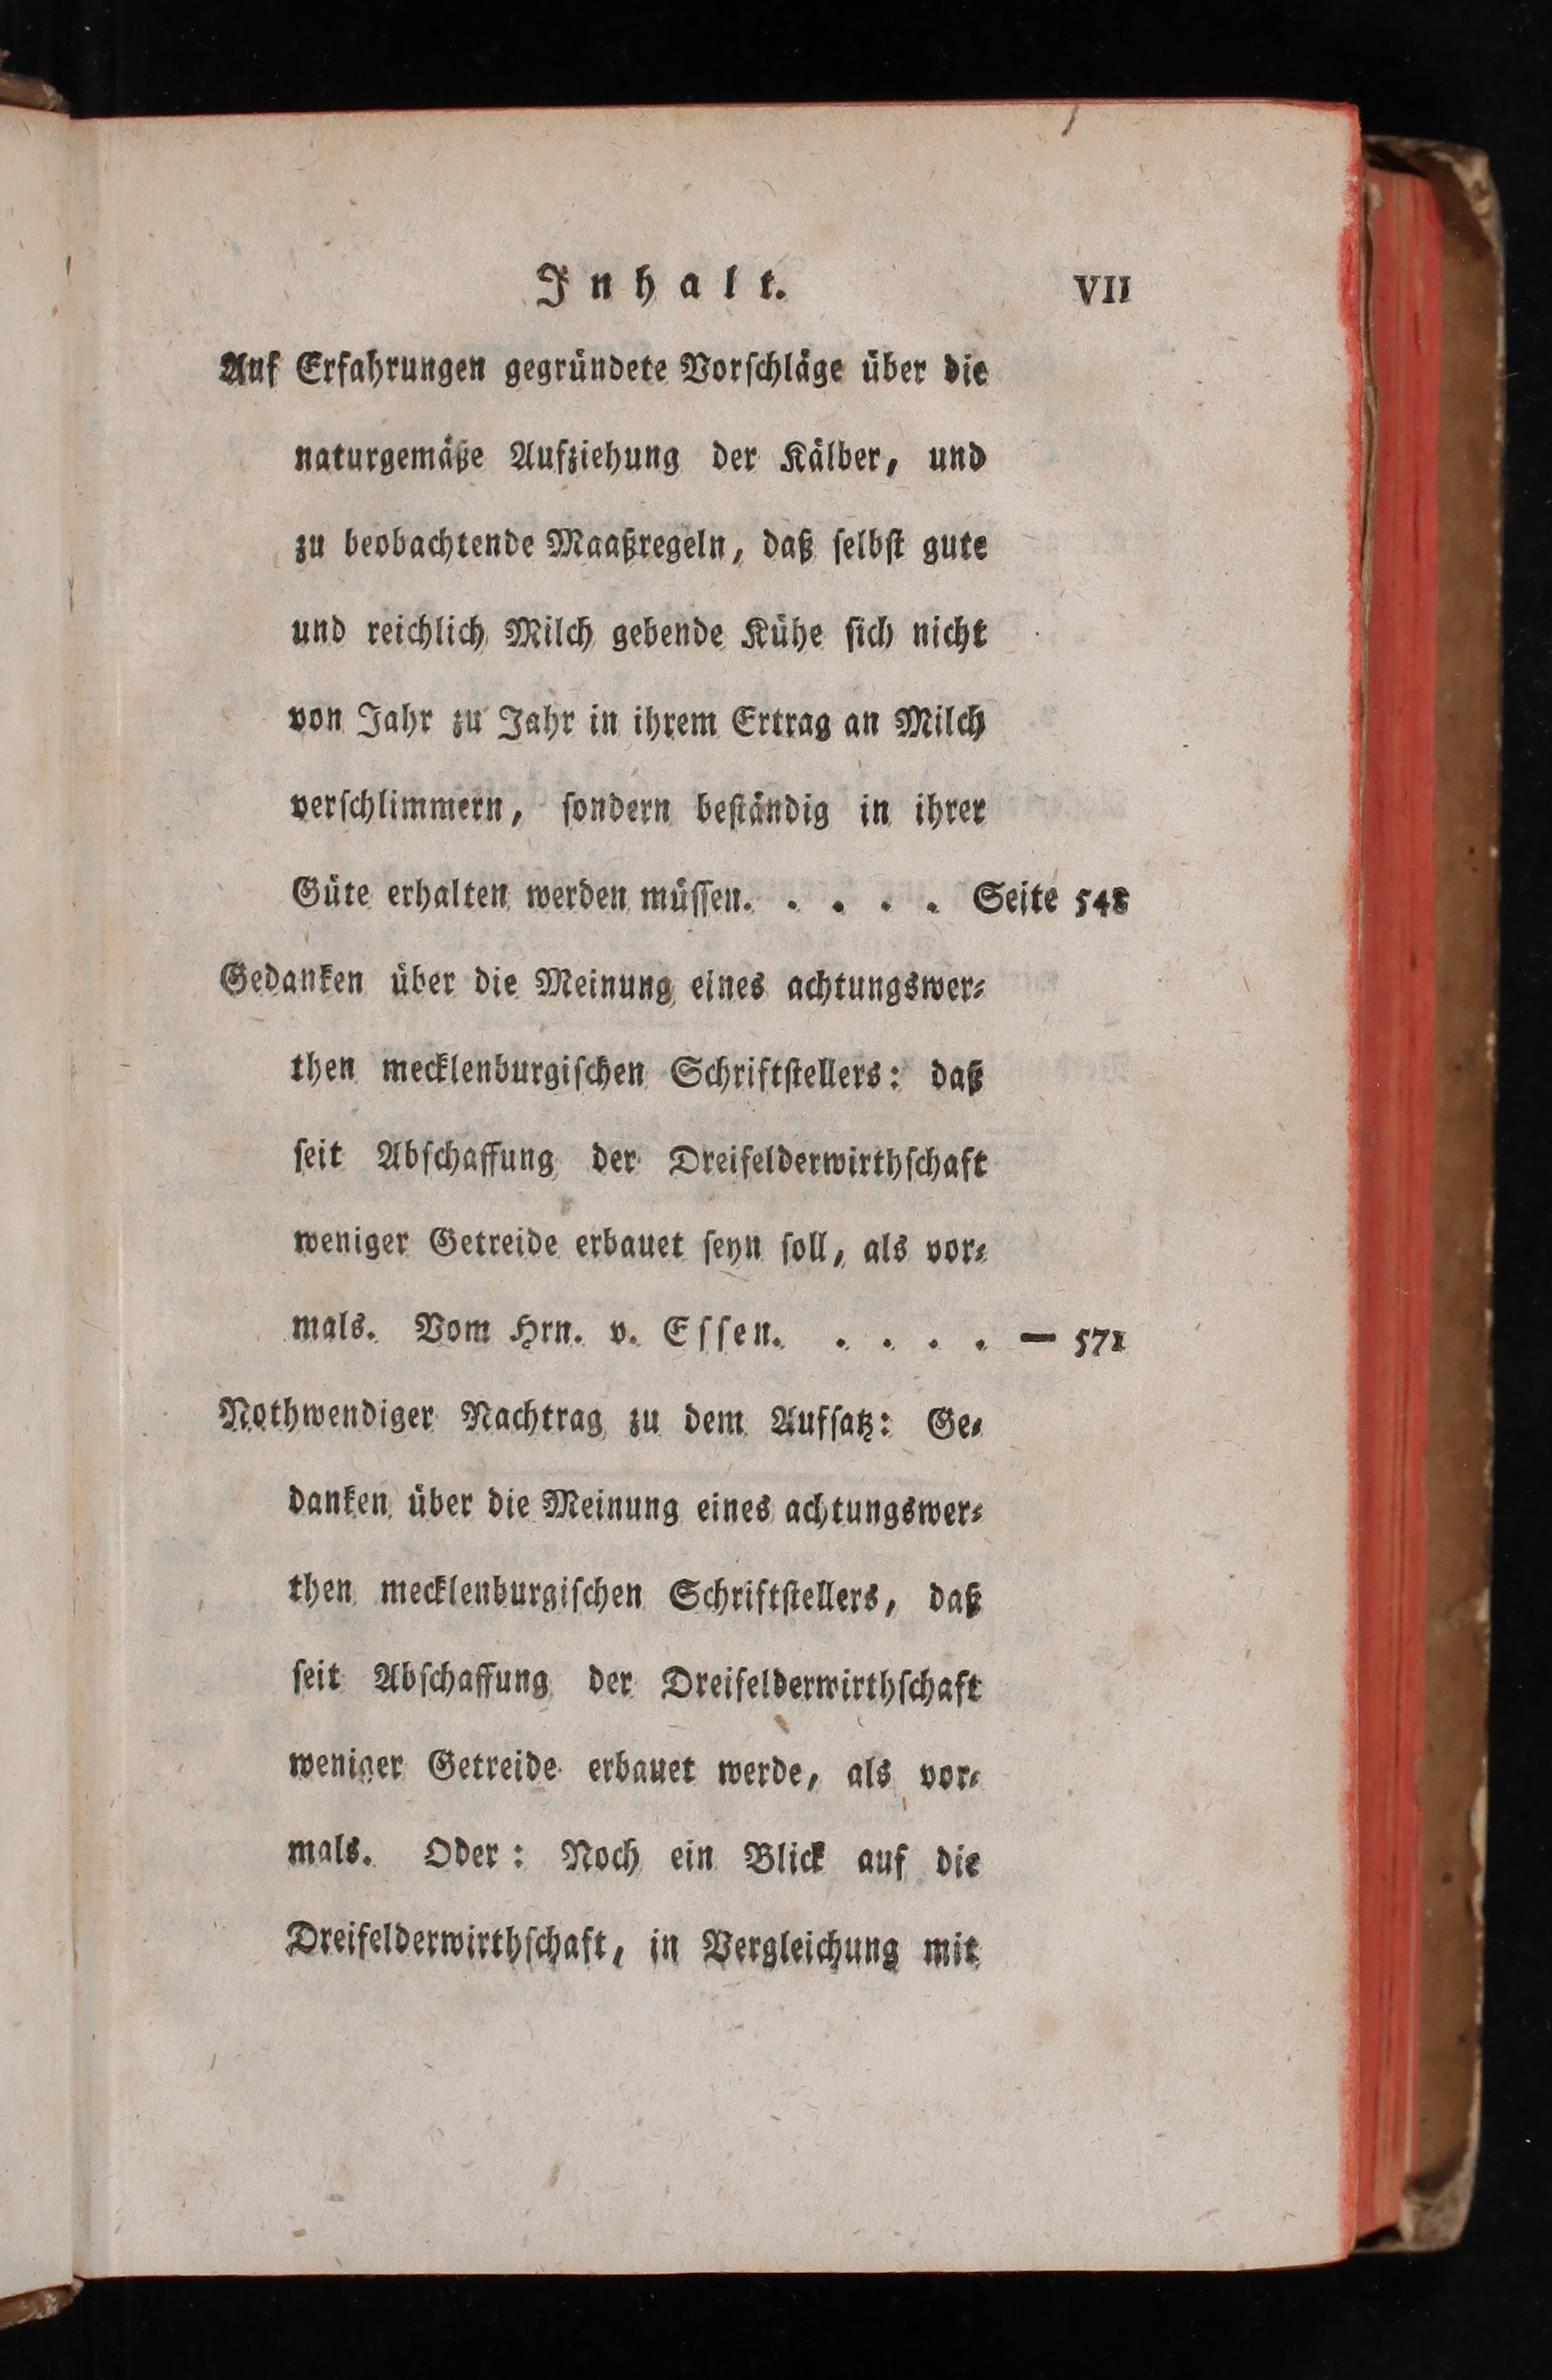 Inhalt. VII
Auf Erfahrungen gegründete Vorſchläge über die
naturgemäße Aufziehung der Kälber, und
zu beobachtende Maaßregeln, daß ſelbſt gute
und reichlich Milch gebende Kühe ſich nicht
von Jahr zu Jahr in ihrem Ertrag an Milch
verſchlimmern, ſondern beſtändig in ihrer
Güte erhalten werden müſſen. . . . . Seite 548
Gedanken über die Meinung eines achtungswer⸗
then mecklenburgiſchen Schriftſtellers: daß
ſeit Abſchaffung der Dreifelderwirthſchaft
weniger Getreide erbauet ſeyn ſoll, als vor⸗
mals. Vom Hrn. v. Eſſen. . . . . — 571
Nothwendiger Nachtrag zu dem Aufſatz: Ge⸗
danken über die Meinung eines achtungswer⸗
then mecklenburgiſchen Schriftſtellers, daß
ſeit Abſchaffung der Dreifelderwirthſchaft
weniger Getreide erbauet werde, als vor⸗
mals. Oder: Noch ein Blick auf die
Dreifelderwirthſchaft, in Vergleichung mit